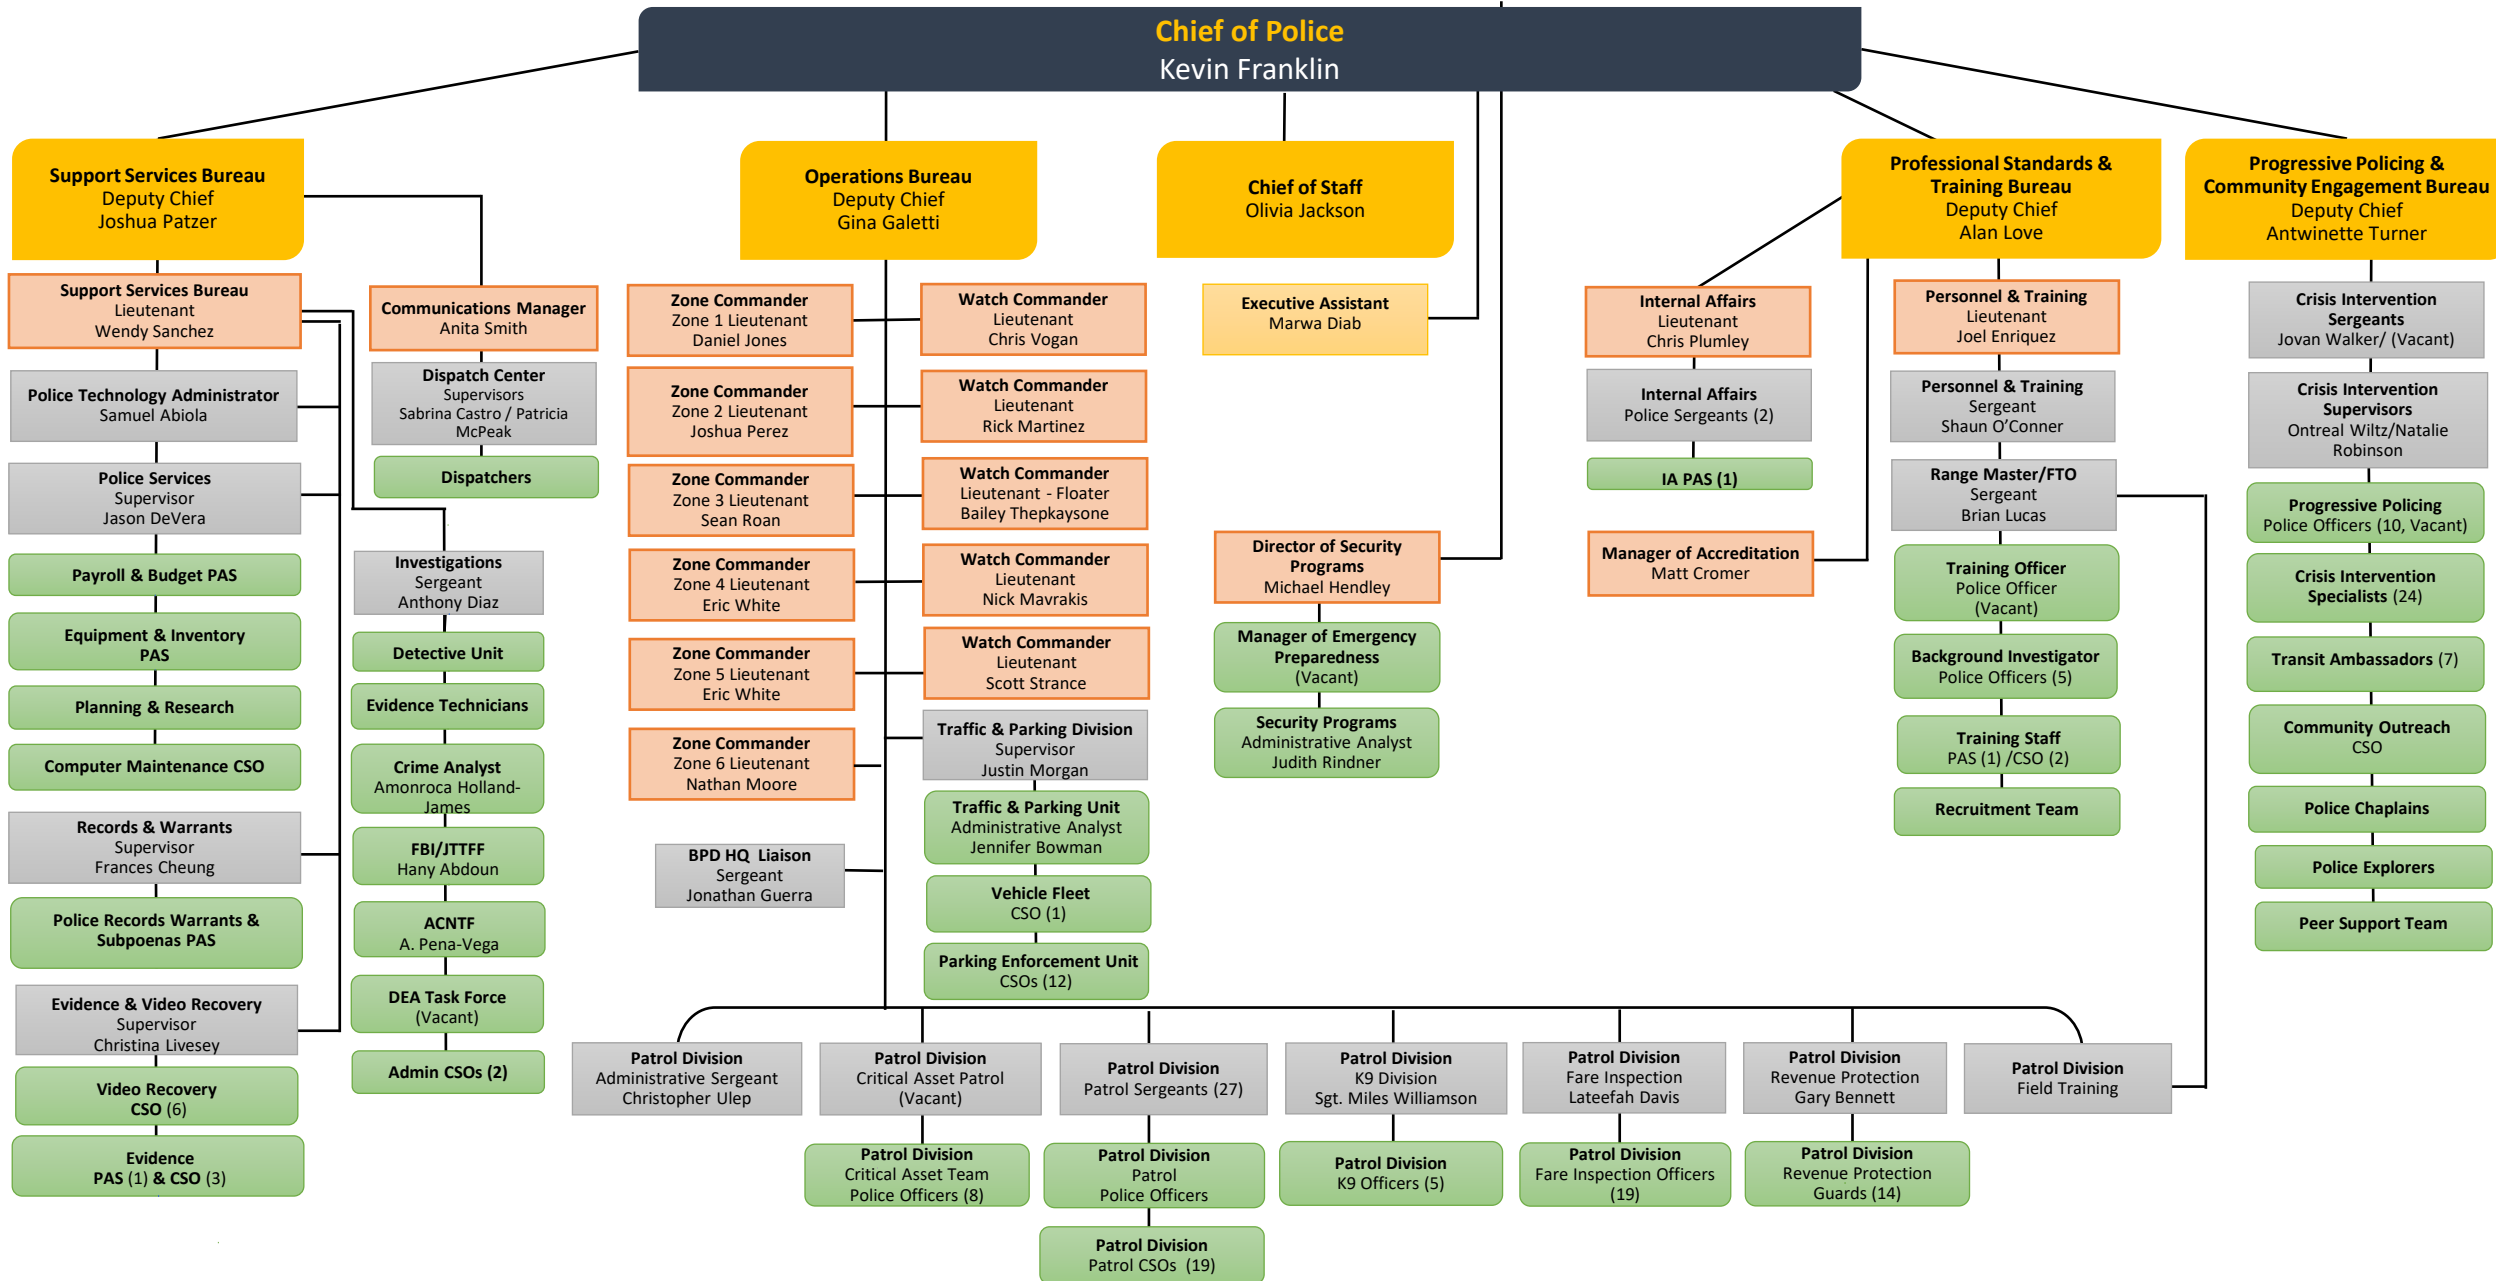 Chief of Police
Kevin Franklin
Support Services Bureau
Deputy Chief
Joshua Patzer
Operations Bureau
Deputy Chief
Gina Galetti
Chief of Staff
Olivia Jackson
Professional Standards &
Training Bureau
Deputy Chief
Alan Love
Progressive Policing &
Community Engagement Bureau
Deputy Chief
Antwinette Turner
Support Services Bureau
Lieutenant
Wendy Sanchez
Police Technology Administrator
Samuel Abiola
Police Services
Supervisor
Jason DeVera
Payroll & Budget PAS
Equipment & Inventory
PAS
Planning & Research
Computer Maintenance CSO
Records & Warrants
Supervisor
Frances Cheung
Police Records Warrants &
Subpoenas PAS
Evidence & Video Recovery
Supervisor
Christina Livesey
Video Recovery
CSO (6)
Evidence
PAS (1) & CSO (3)
Communications Manager
Anita Smith
Dispatch Center
Supervisors
Sabrina Castro / Patricia
McPeak
Dispatchers
Investigations
Sergeant
Anthony Diaz
Detective Unit
Evidence Technicians
Crime Analyst
Amonroca Holland-
James
FBI/JTTFF
Hany Abdoun
ACNTF
A. Pena-Vega
DEA Task Force
(Vacant)
Admin CSOs (2)
Zone Commander
Zone 1 Lieutenant
Daniel Jones
Zone Commander
Zone 2 Lieutenant
Joshua Perez
Zone Commander
Zone 3 Lieutenant
Sean Roan
Zone Commander
Zone 4 Lieutenant
Eric White
Zone Commander
Zone 5 Lieutenant
Eric White
Zone Commander
Zone 6 Lieutenant
Nathan Moore
BPD HQ Liaison
Sergeant
Jonathan Guerra
Watch Commander
Lieutenant
Chris Vogan
Watch Commander
Lieutenant
Rick Martinez
Watch Commander
Lieutenant - Floater
Bailey Thepkaysone
Watch Commander
Lieutenant
Nick Mavrakis
Watch Commander
Lieutenant
Scott Strance
Traffic & Parking Division
Supervisor
Justin Morgan
Traffic & Parking Unit
Administrative Analyst
Jennifer Bowman
Vehicle Fleet
CSO (1)
Parking Enforcement Unit
CSOs (12)
Executive Assistant
Marwa Diab
Director of Security
Programs
Michael Hendley
Manager of Emergency
Preparedness
(Vacant)
Security Programs
Administrative Analyst
Judith Rindner
Internal Affairs
Lieutenant
Chris Plumley
Internal Affairs
Police Sergeants (2)
IA PAS (1)
Manager of Accreditation
Matt Cromer
Personnel & Training
Lieutenant
Joel Enriquez
Personnel & Training
Sergeant
Shaun O’Conner
Range Master/FTO
Sergeant
Brian Lucas
Training Officer
Police Officer
(Vacant)
Background Investigator
Police Officers (5)
Training Staff
PAS (1) /CSO (2)
Recruitment Team
Crisis Intervention
Sergeants
Jovan Walker/ (Vacant)
Crisis Intervention
Supervisors
Ontreal Wiltz/Natalie
Robinson
Progressive Policing
Police Officers (10, Vacant)
Crisis Intervention
Specialists (24)
Transit Ambassadors (7)
Community Outreach
CSO
Police Chaplains
Police Explorers
Peer Support Team
Patrol Division
Administrative Sergeant
Christopher Ulep
Patrol Division
Critical Asset Patrol
(Vacant)
Patrol Division
Patrol Sergeants (27)
Patrol Division
K9 Division
Sgt. Miles Williamson
Patrol Division
Fare Inspection
Lateefah Davis
Patrol Division
Revenue Protection
Gary Bennett
Patrol Division
Field Training
Patrol Division
Critical Asset Team
Police Officers (8)
Patrol Division
Patrol
Police Officers
Patrol Division
K9 Officers (5)
Patrol Division
Fare Inspection Officers
(19)
Patrol Division
Revenue Protection
Guards (14)
Patrol Division
Patrol CSOs (19)